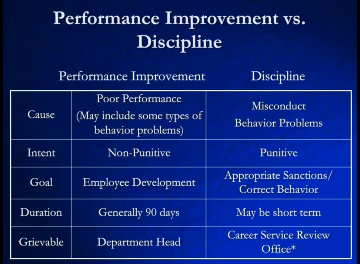 Performance Improvement vs.
Discipline
Performance Improvement Discipline
Cause
Poor Performance
(May include some types of
behavior problems)
Misconduct
Behavior Problems
Intent Non-Punitive Punitive
Goal Employee Development
Appropriate Sanctions/
Correct Behavior
Duration Generally 90 days May be short term
Grievable Department Head
Career Service Review
Office*